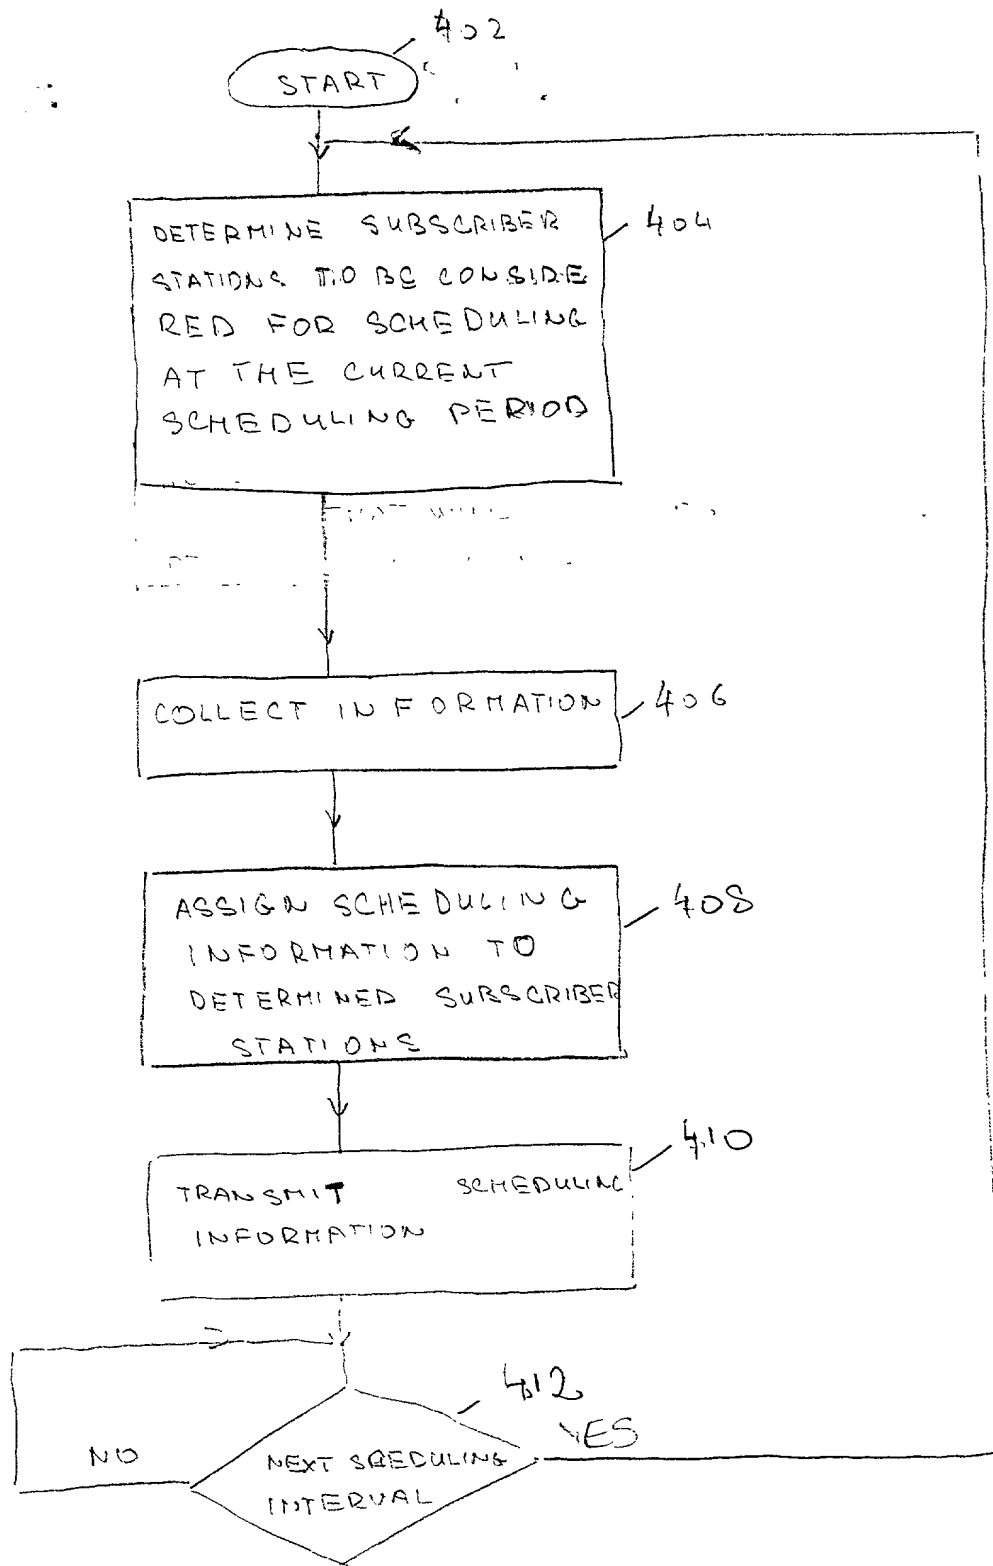 402
START
DETERMINE SUBSCRIBER
STATIONS TO BE CONSIDE
RED FOR SCHEDULING
AT THE CURRENT
SCHEDULING PERIOD
404
COLLECT INFORMATION
406
ASSIGN SCHEDULING
INFORMATION TO
DETERMINED SUBSCRIBER
STATIONS
408
410
TRANSMIT SCHEDULING
INFORMATION
412
YES
NO
NEXT SHEDULING
INTERVAL